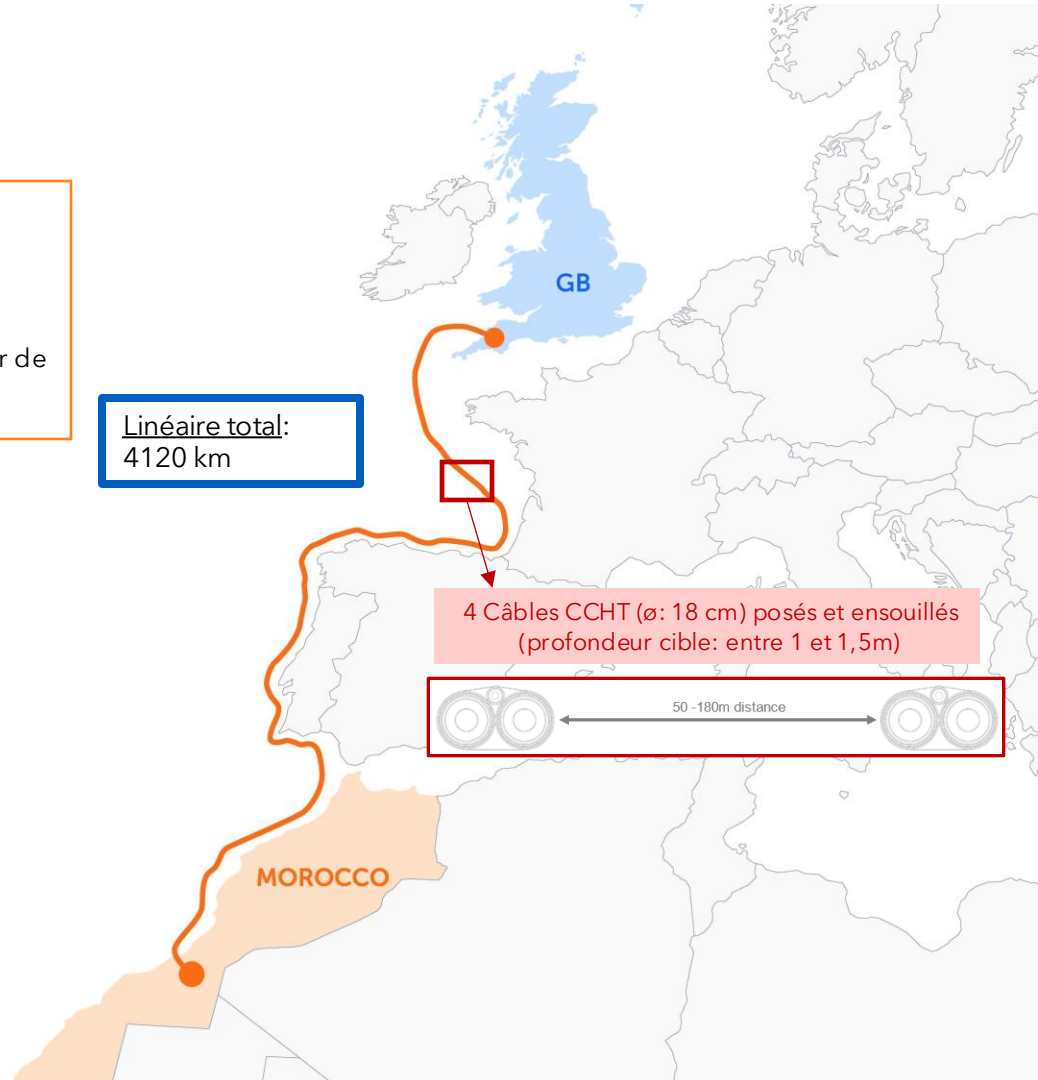 GB
r de
Linéaire total:
4120 km
4 Câbles CCHT (ø: 18 cm) posés et ensouillés
(profondeur cible: entre 1 et 1,5m)
50 -180m distance
MOROCCO